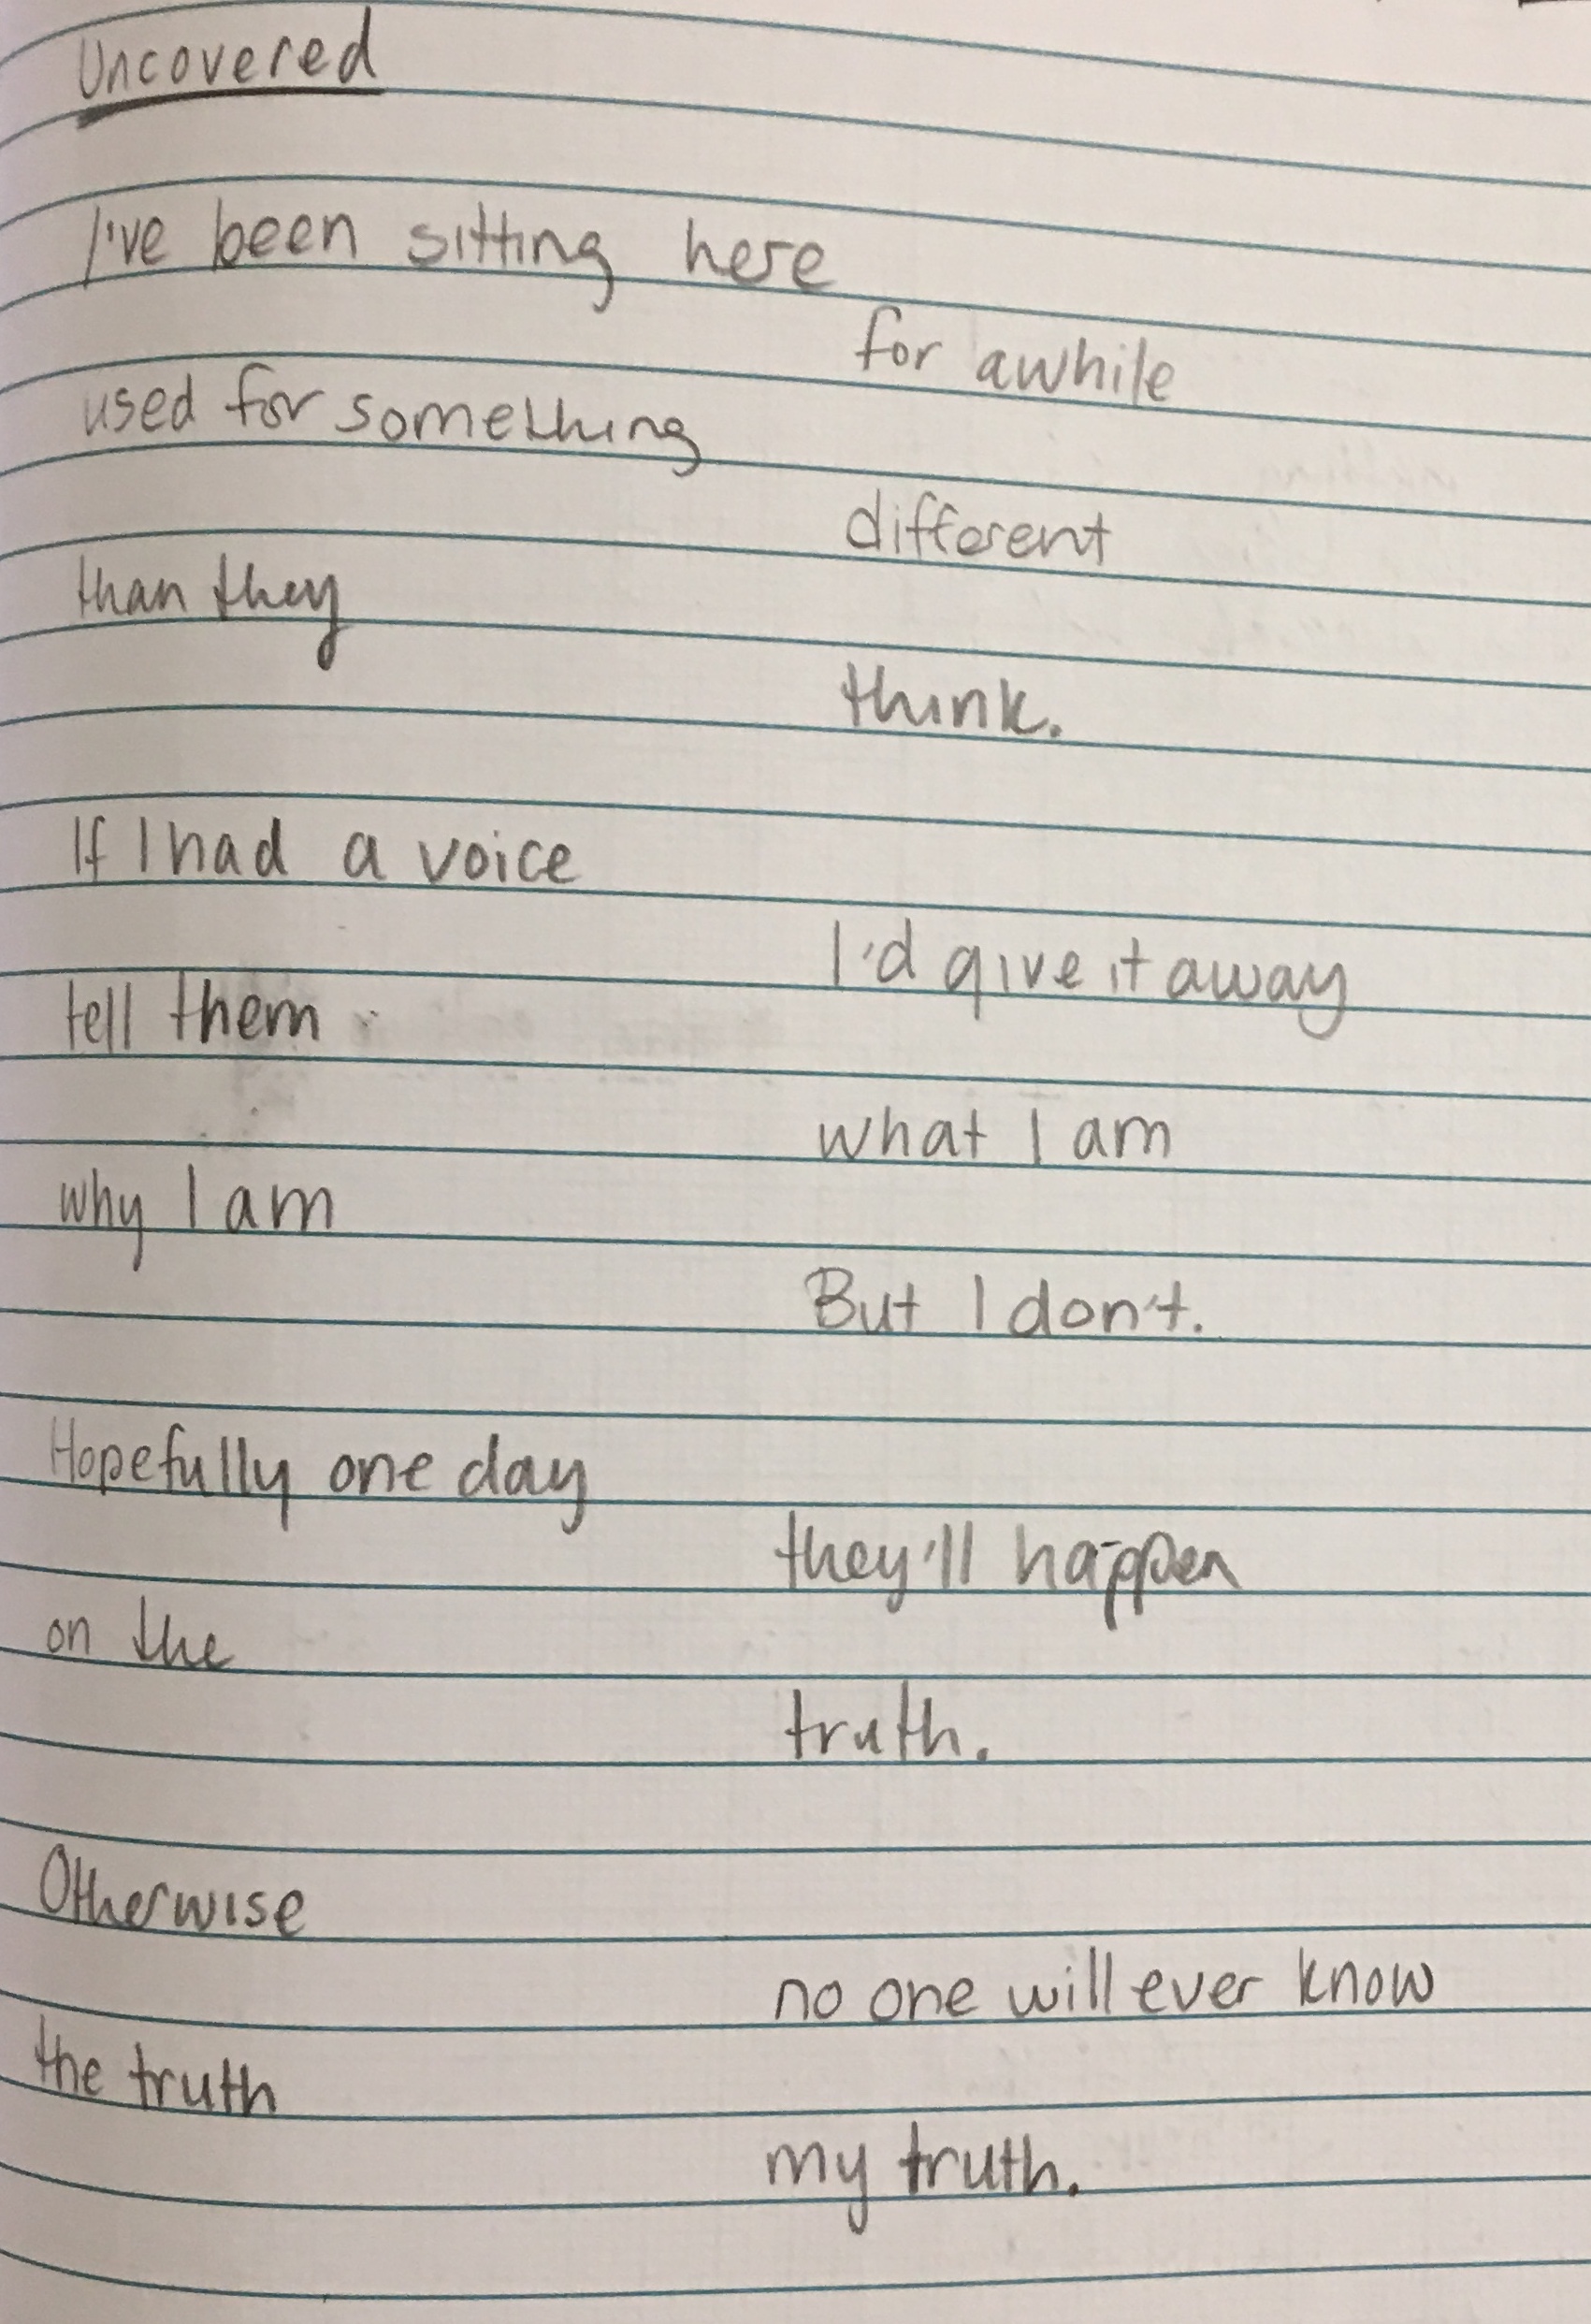 Uncovered
I've been sitting here
for awhile
used for something
different
than they
think.
If I had a voice
I'd give it away
tell them
what I am
why I am
But I don't.
Hopefully one day
they'll happen
on the
truth.
Otherwise
no one will ever know
the truth
my truth.